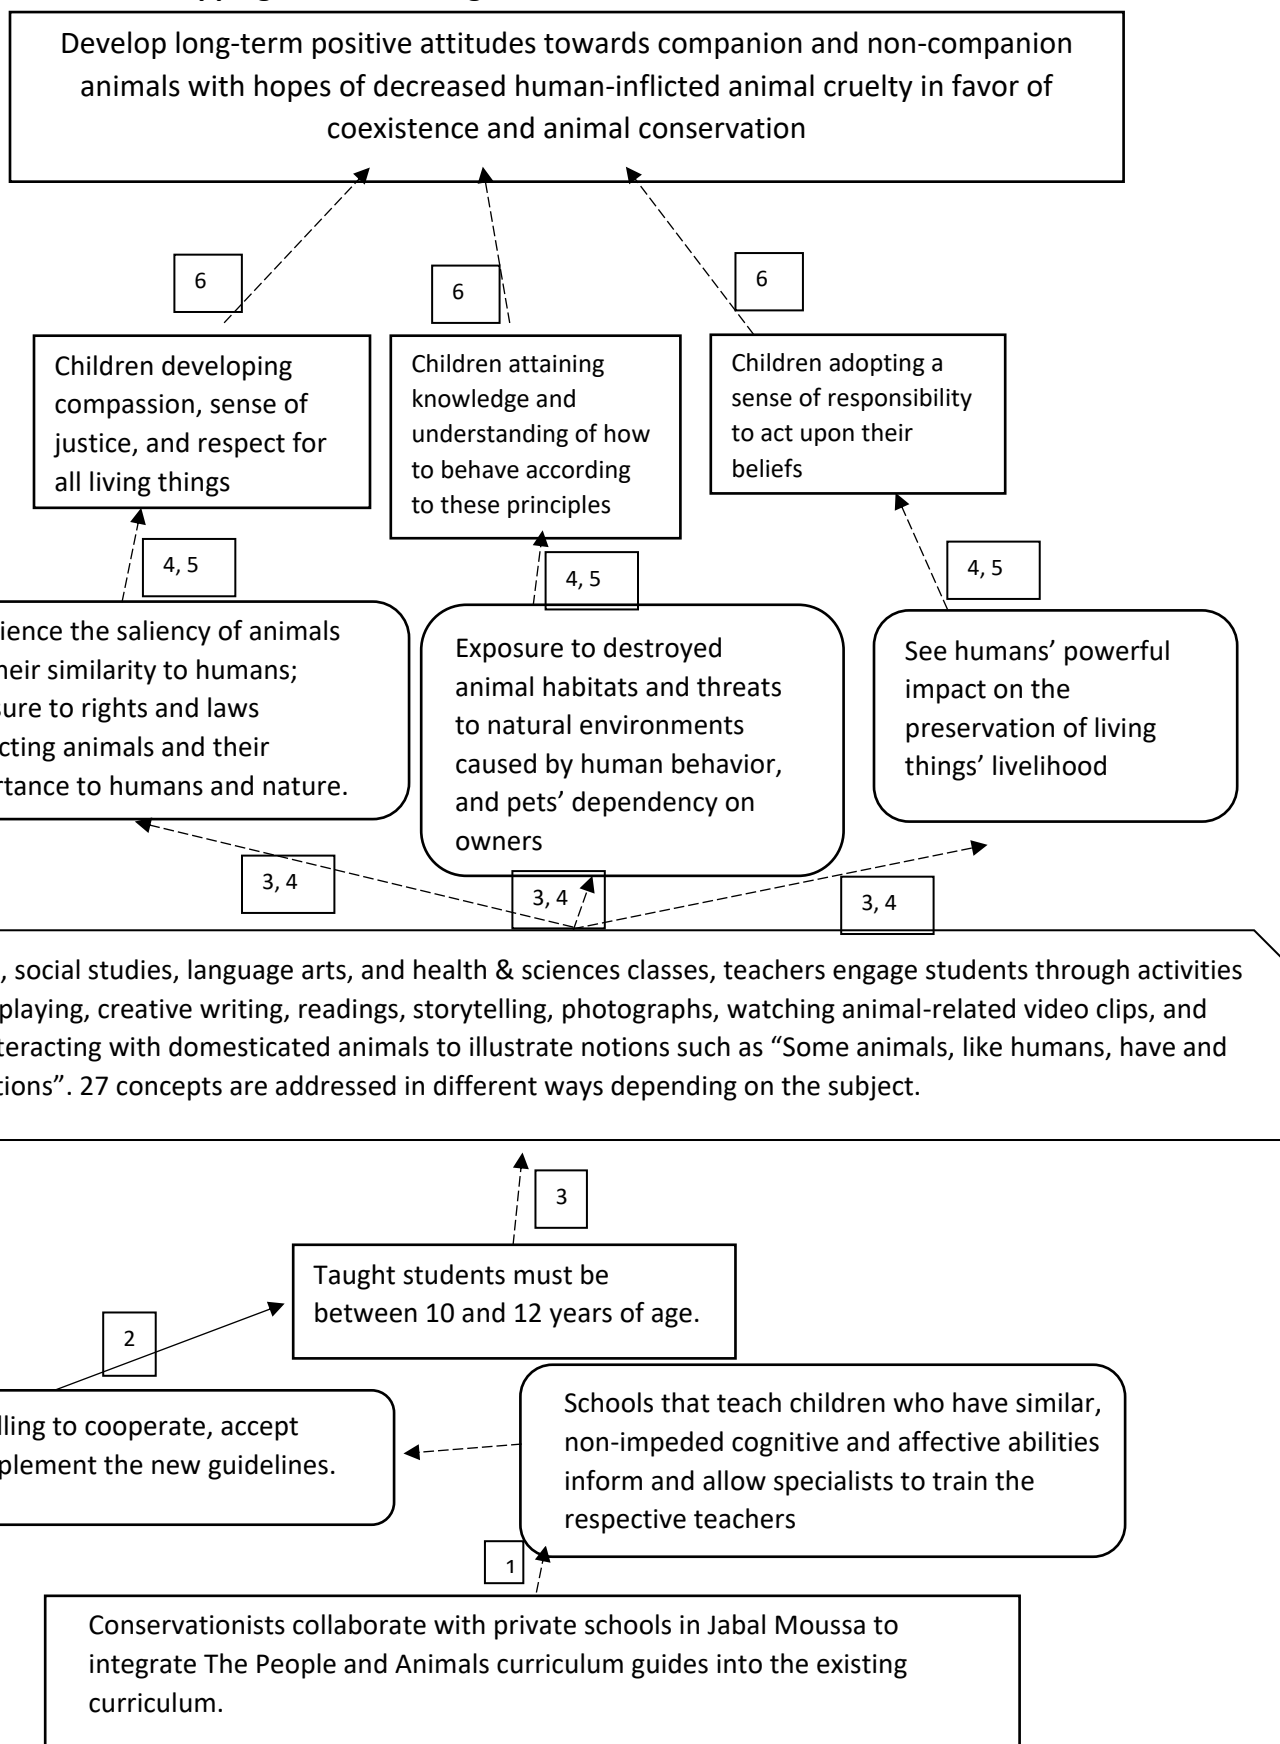 Develop long-term positive attitudes towards companion and non-companion
animals with hopes of decreased human-inflicted animal cruelty in favor of
coexistence and animal conservation
6
6
6
Children developing
compassion, sense of
justice, and respect for
all living things
Children attaining
knowledge and
understanding of how
to behave according
to these principles
Children adopting a
sense of responsibility
to act upon their
beliefs
4, 5
4, 5
4, 5
ience the saliency of animals
heir similarity to humans;
sure to rights and laws
cting animals and their
rtance to humans and nature.
Exposure to destroyed
animal habitats and threats
to natural environments
caused by human behavior,
and pets’ dependency on
owners
See humans’ powerful
impact on the
preservation of living
things’ livelihood
3, 4
3, 4
3, 4
, social studies, language arts, and health & sciences classes, teachers engage students through activities
playing, creative writing, readings, storytelling, photographs, watching animal-related video clips, and
teracting with domesticated animals to illustrate notions such as “Some animals, like humans, have and
tions”. 27 concepts are addressed in different ways depending on the subject.
3
Taught students must be
between 10 and 12 years of age.
2
lling to cooperate, accept
plement the new guidelines.
Schools that teach children who have similar,
non-impeded cognitive and affective abilities
inform and allow specialists to train the
respective teachers
1
Conservationists collaborate with private schools in Jabal Moussa to
integrate The People and Animals curriculum guides into the existing
curriculum.